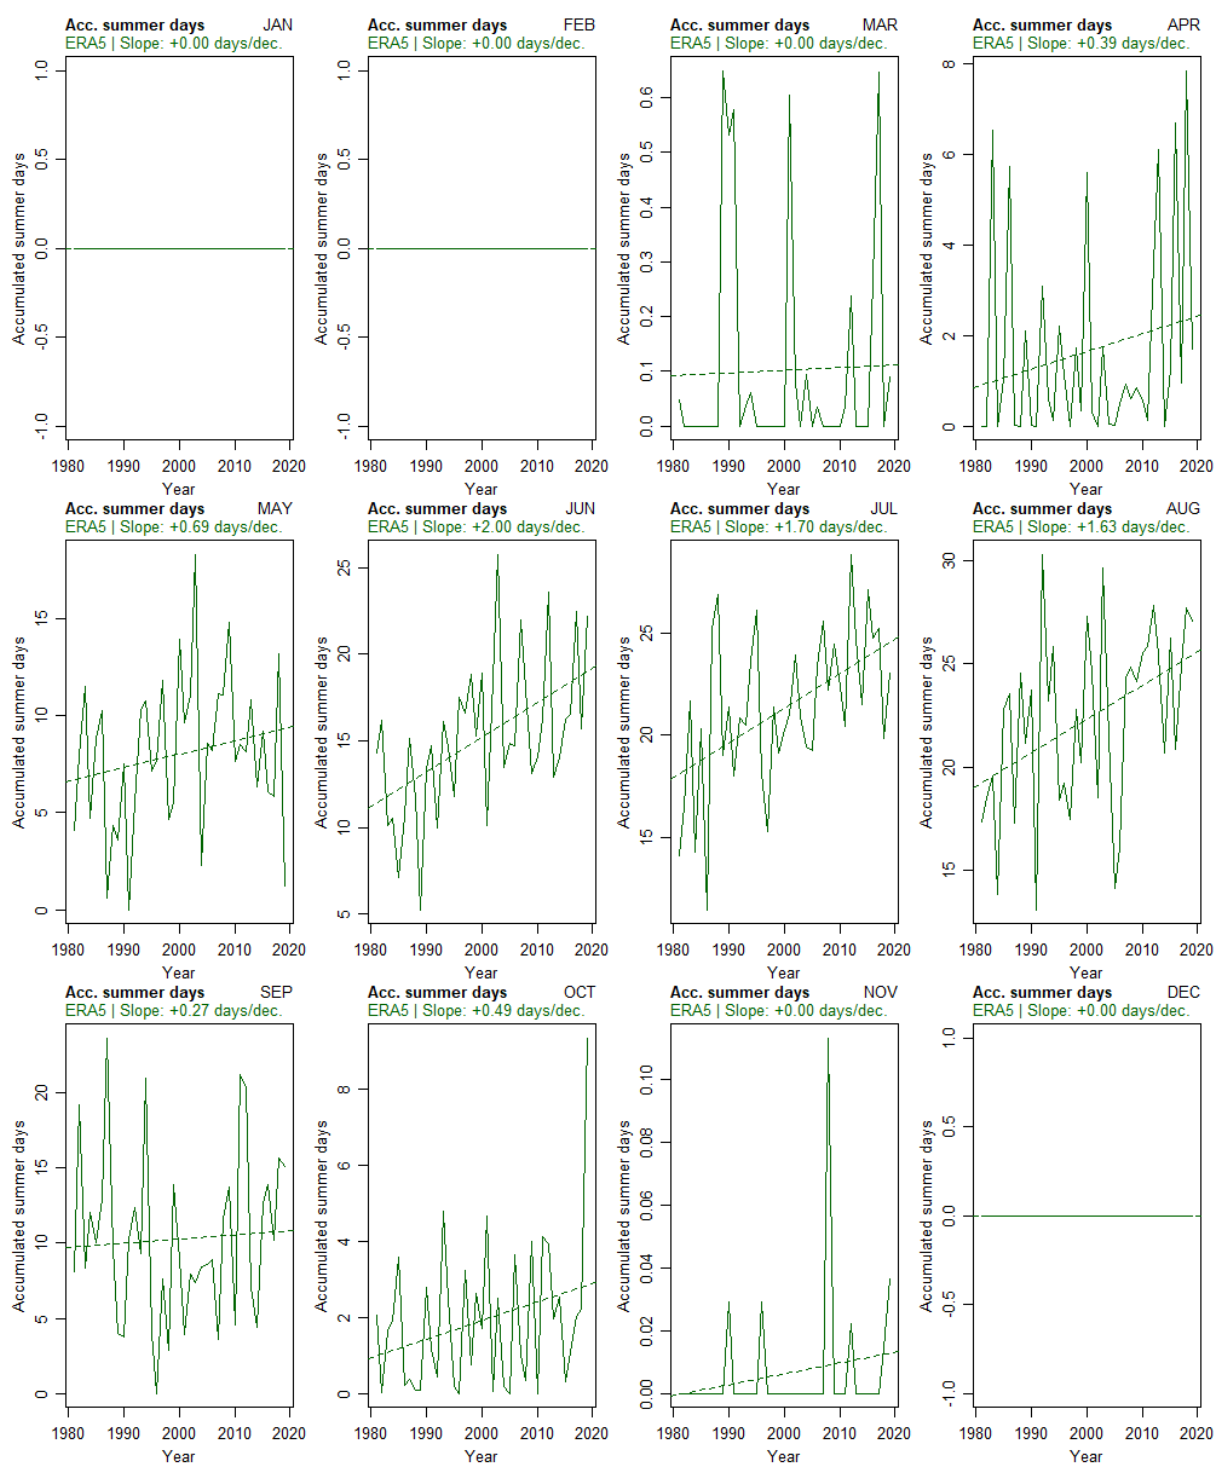 Acc. summer days JAN
ERA5 | Slope: +0.00 days/dec.
Accumulated summer days
1.0
0.5
0.0
-0.5
-1.0
1980 1990 2000 2010 2020
Year
Acc. summer days FEB
ERA5 | Slope: +0.00 days/dec.
Accumulated summer days
1.0
0.5
0.0
-0.5
-1.0
1980 1990 2000 2010 2020
Year
Acc. summer days MAR
ERA5 | Slope: +0.00 days/dec.
Accumulated summer days
0.6
0.5
0.4
0.3
0.2
0.1
0.0
1980 1990 2000 2010 2020
Year
Acc. summer days APR
ERA5 | Slope: +0.39 days/dec.
Accumulated summer days
8
6
4
2
0
1980 1990 2000 2010 2020
Year
Acc. summer days MAY
ERA5 | Slope: +0.69 days/dec.
Accumulated summer days
15
10
5
0
1980 1990 2000 2010 2020
Year
Acc. summer days JUN
ERA5 | Slope: +2.00 days/dec.
Accumulated summer days
25
20
15
10
5
1980 1990 2000 2010 2020
Year
Acc. summer days JUL
ERA5 | Slope: +1.70 days/dec.
Accumulated summer days
25
20
15
1980 1990 2000 2010 2020
Year
Acc. summer days AUG
ERA5 | Slope: +1.63 days/dec.
Accumulated summer days
30
25
20
15
1980 1990 2000 2010 2020
Year
Acc. summer days SEP
ERA5 | Slope: +0.27 days/dec.
Accumulated summer days
20
15
10
5
0
1980 1990 2000 2010 2020
Year
Acc. summer days OCT
ERA5 | Slope: +0.49 days/dec.
Accumulated summer days
8
6
4
2
0
1980 1990 2000 2010 2020
Year
Acc. summer days NOV
ERA5 | Slope: +0.00 days/dec.
Accumulated summer days
0.10
0.08
0.06
0.04
0.02
0.00
1980 1990 2000 2010 2020
Year
Acc. summer days DEC
ERA5 | Slope: +0.00 days/dec.
Accumulated summer days
1.0
0.5
0.0
-0.5
-1.0
1980 1990 2000 2010 2020
Year